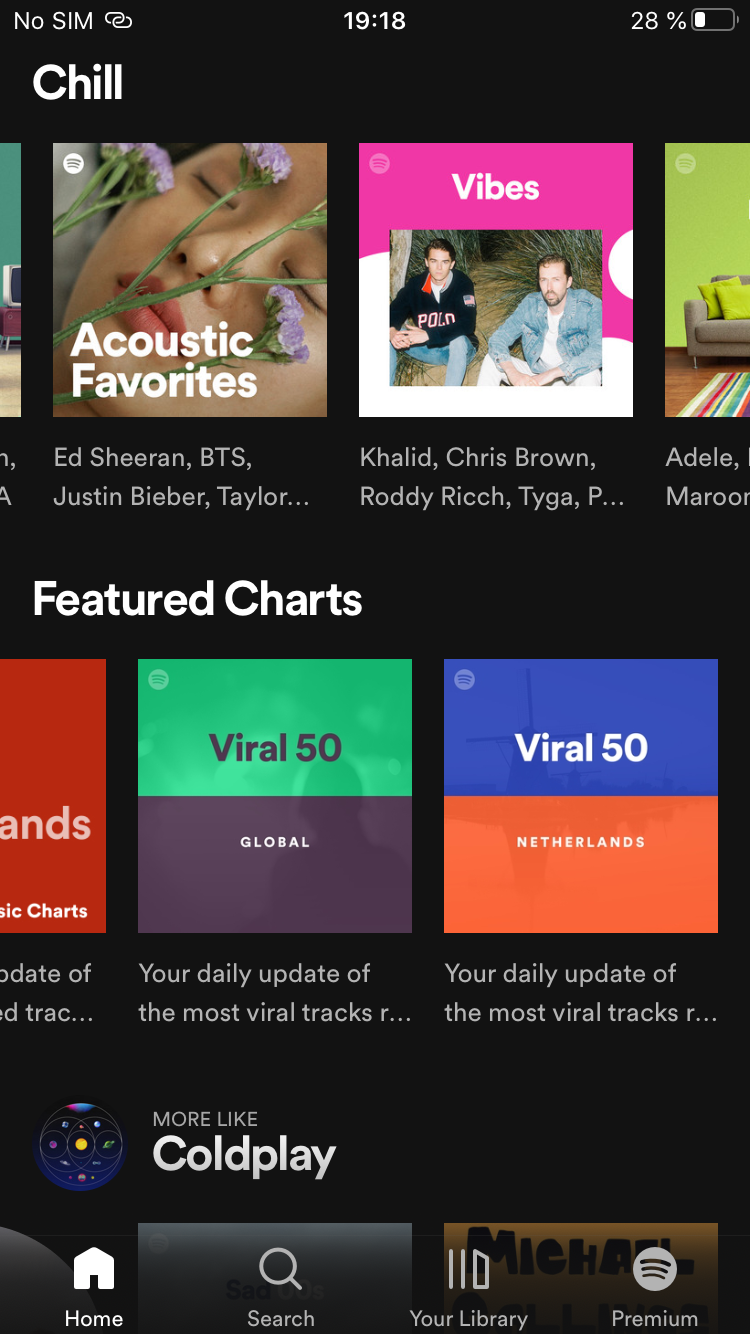 No SIM 19:18 28 %
Chill
Acoustic
Favorites
Vibes
POLO
Ed Sheeran, BTS,
Justin Bieber, Taylor...
Khalid, Chris Brown,
Roddy Ricch, Tyga, P...
Adele,
Maroon
Featured Charts
ands
sic Charts
Viral 50
GLOBAL
Viral 50
NETHERLANDS
date of
ed trac...
Your daily update of
the most viral tracks r...
Your daily update of
the most viral tracks r...
MORE LIKE
Coldplay
Sad 00s
MICHAEL
Home
Search
Your Library
Premium